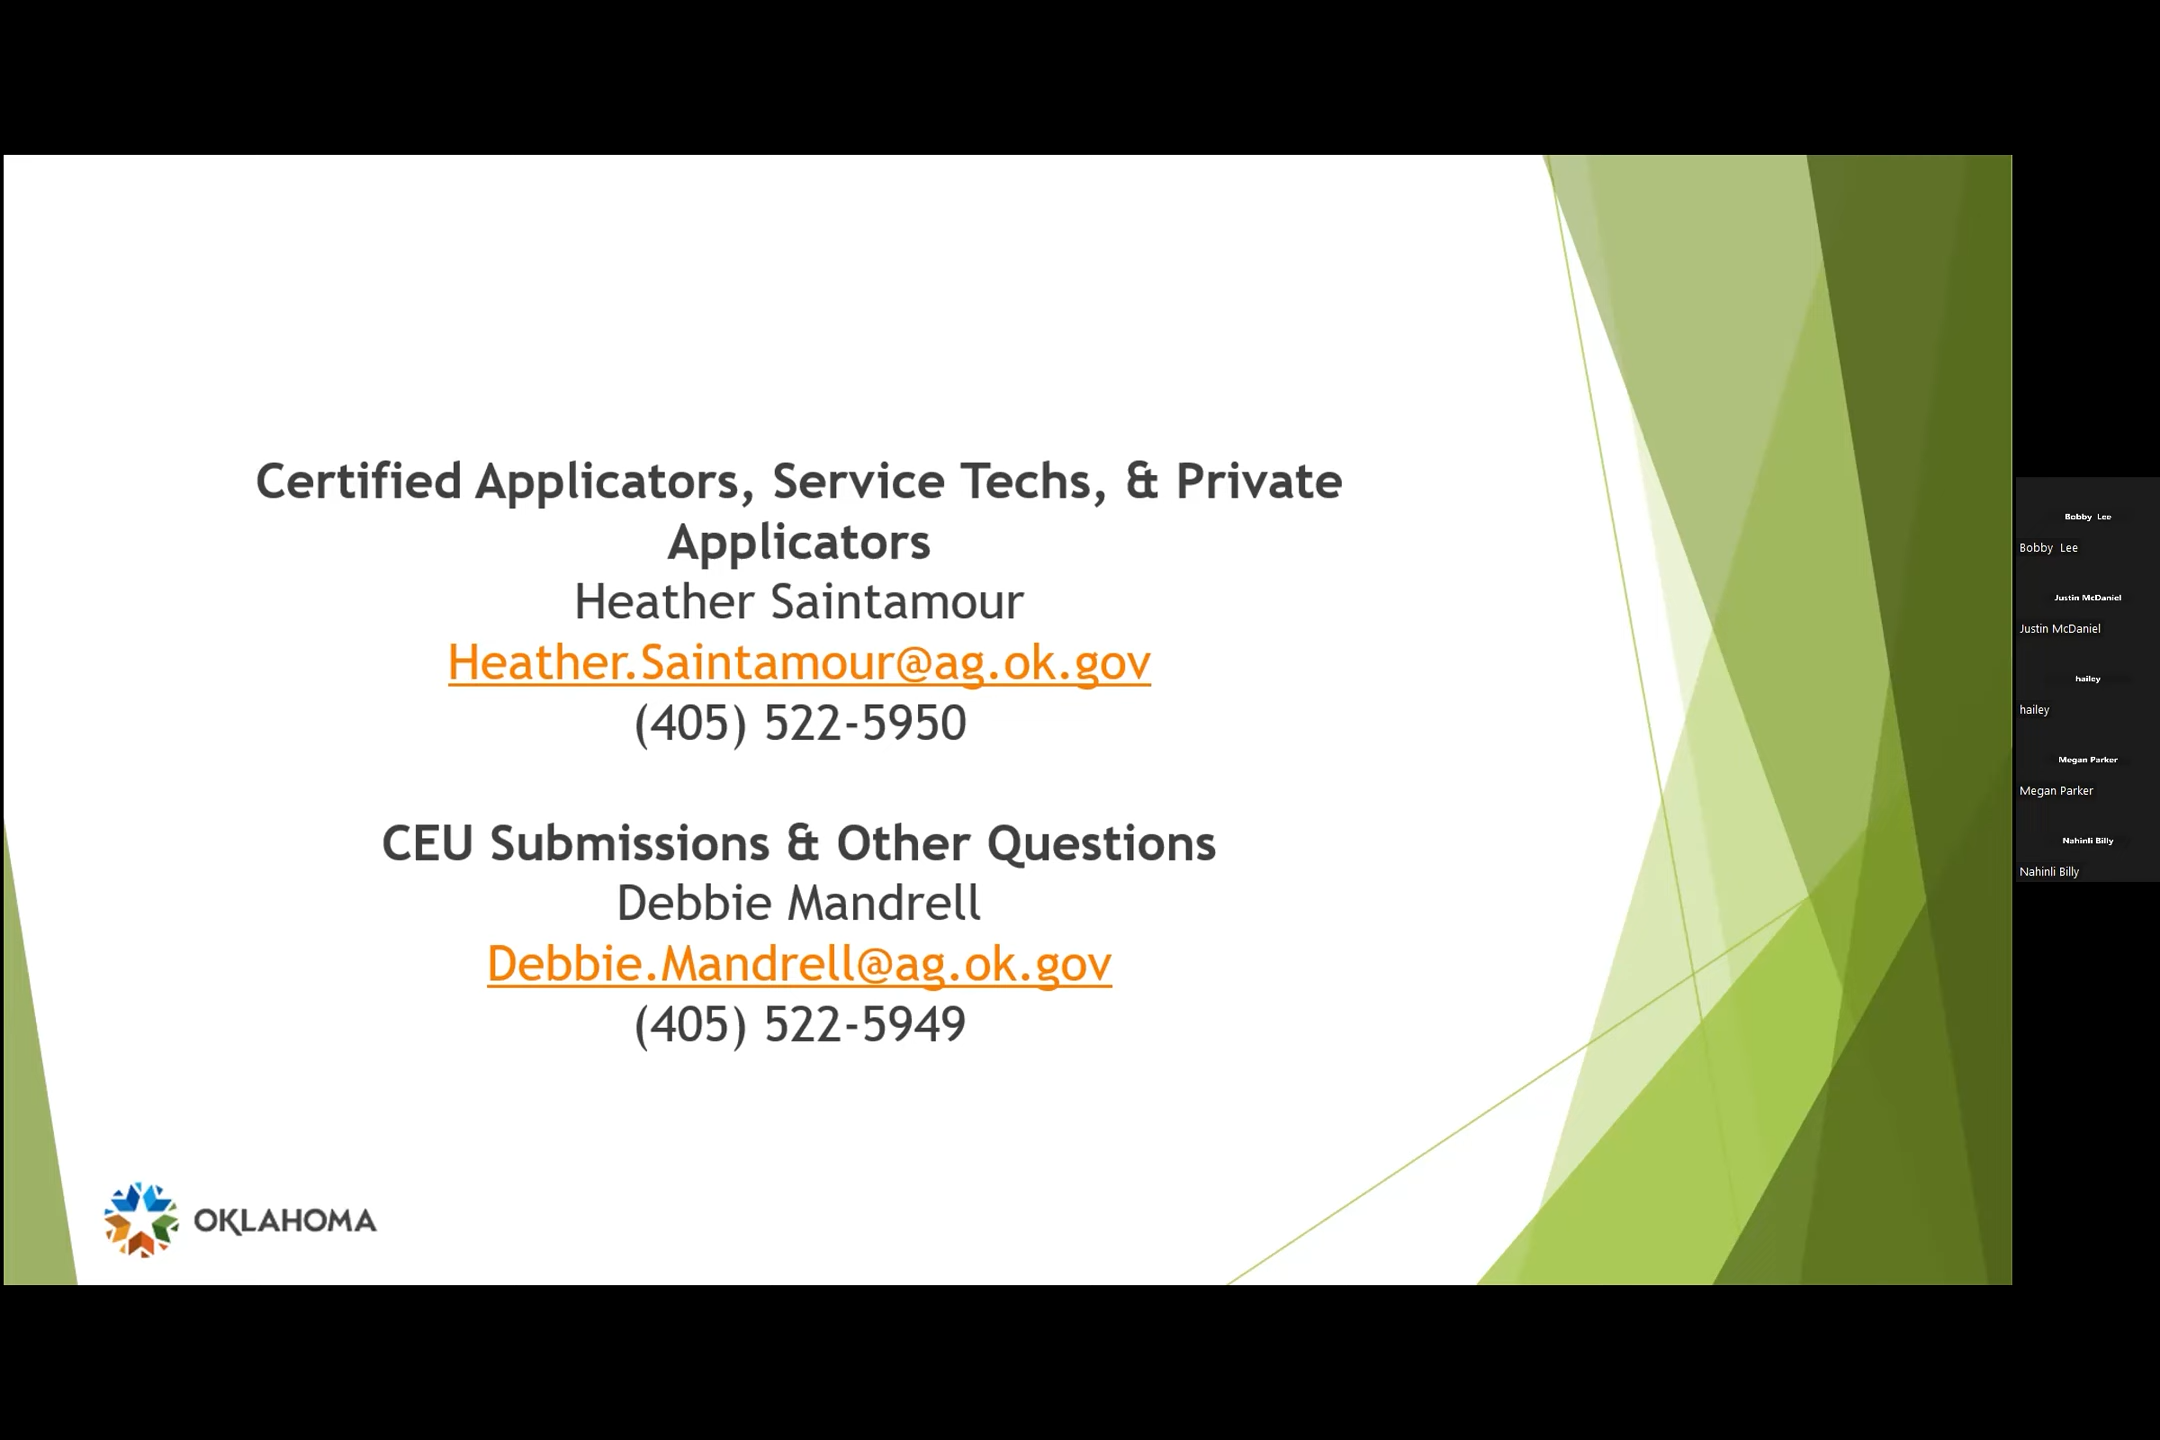 Certified Applicators, Service Techs, & Private
Applicators
Heather Saintamour
Heather.Saintamour@ag.ok.gov
(405) 522-5950
CEU Submissions & Other Questions
Debbie Mandrell
Debbie.Mandrell@ag.ok.gov
(405) 522-5949
OKLAHOMA
Bobby Lee
Bobby Lee
Justin McDaniel
Justin McDaniel
hailey
hailey
Megan Parker
Megan Parker
Nahinli Billy
Nahinli Billy